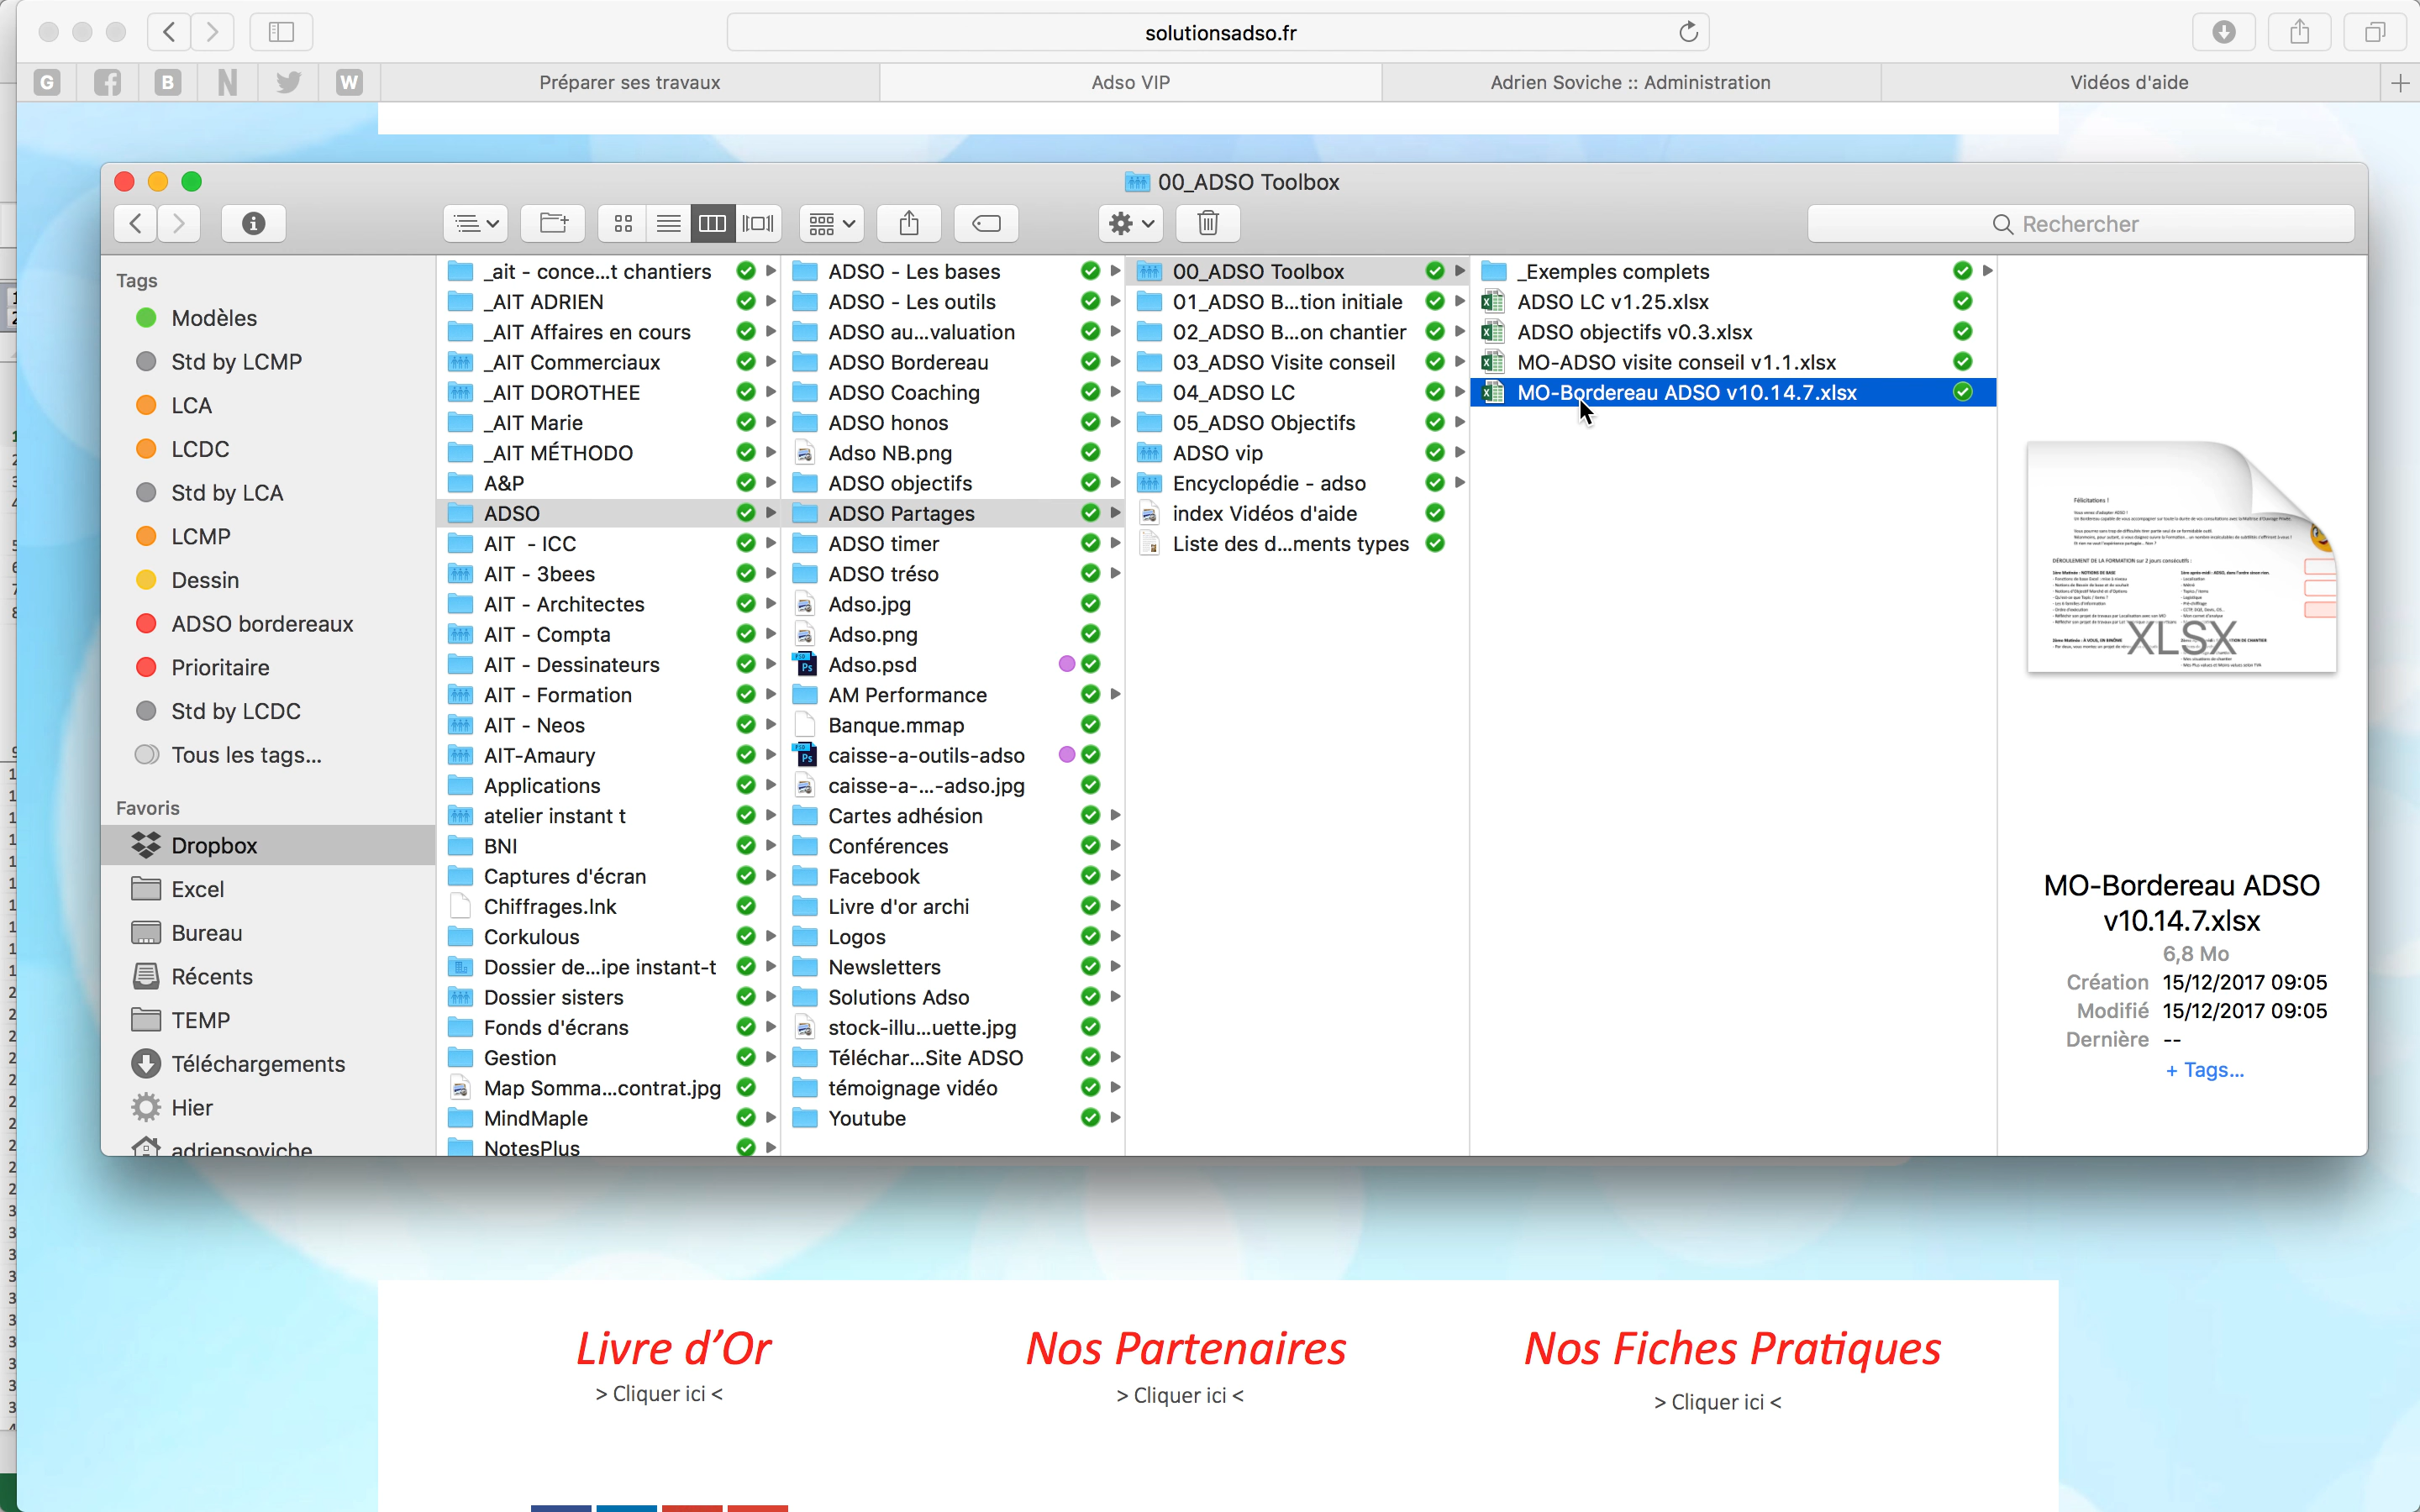 solutionsadso.fr
G
B
N
W
Préparer ses travaux
Adso VIP
Adrien Soviche :: Administration
Vidéos d'aide
00_ADSO Toolbox
Rechercher
Tags
Modèles
Std by LCMP
LCA
LCDC
Std by LCA
LCMP
Dessin
ADSO bordereaux
Prioritaire
Std by LCDC
Tous les tags...
Favoris
Dropbox
Excel
Bureau
Récents
TEMP
Téléchargements
Hier
adriensoviche
_ait - conce...t chantiers
_AIT ADRIEN
_AIT Affaires en cours
_AIT Commerciaux
_AIT DOROTHEE
_AIT Marie
_AIT MÉTHODO
A&P
ADSO
AIT - ICC
AIT - 3bees
AIT - Architectes
AIT - Compta
AIT - Dessinateurs
AIT - Formation
AIT - Neos
AIT-Amaury
Applications
atelier instant t
BNI
Captures d'écran
Chiffrages.lnk
Corkulous
Dossier de...ipe instant-t
Dossier sisters
Fonds d'écrans
Gestion
Map Somma...contrat.jpg
MindMaple
NotesPlus
ADSO - Les bases
ADSO - Les outils
ADSO au...valuation
ADSO Bordereau
ADSO Coaching
ADSO honos
Adso NB.png
ADSO objectifs
ADSO Partages
ADSO timer
ADSO tréso
Adso.jpg
Adso.png
Adso.psd
AM Performance
Banque.mmap
caisse-a-outils-adso
caisse-a-...-adso.jpg
Cartes adhésion
Conférences
Facebook
Livre d'or archi
Logos
Newsletters
Solutions Adso
stock-illu...uette.jpg
Téléchar...Site ADSO
témoignage vidéo
Youtube
00_ADSO Toolbox
01_ADSO B...tion initiale
02_ADSO B...on chantier
03_ADSO Visite conseil
04_ADSO LC
05_ADSO Objectifs
ADSO vip
Encyclopédie - adso
index Vidéos d'aide
Liste des d...ments types
_Exemples complets
ADSO LC v1.25.xlsx
ADSO objectifs v0.3.xlsx
MO-ADSO visite conseil v1.1.xlsx
MO-Bordereau ADSO v10.14.7.xlsx
Félicitations !
XLSX
MO-Bordereau ADSO
v10.14.7.xlsx
6,8 Mo
Création 15/12/2017 09:05
Modifié 15/12/2017 09:05
Dernière --
+ Tags...
Livre d'Or
> Cliquer ici <
Nos Partenaires
> Cliquer ici <
Nos Fiches Pratiques
> Cliquer ici <